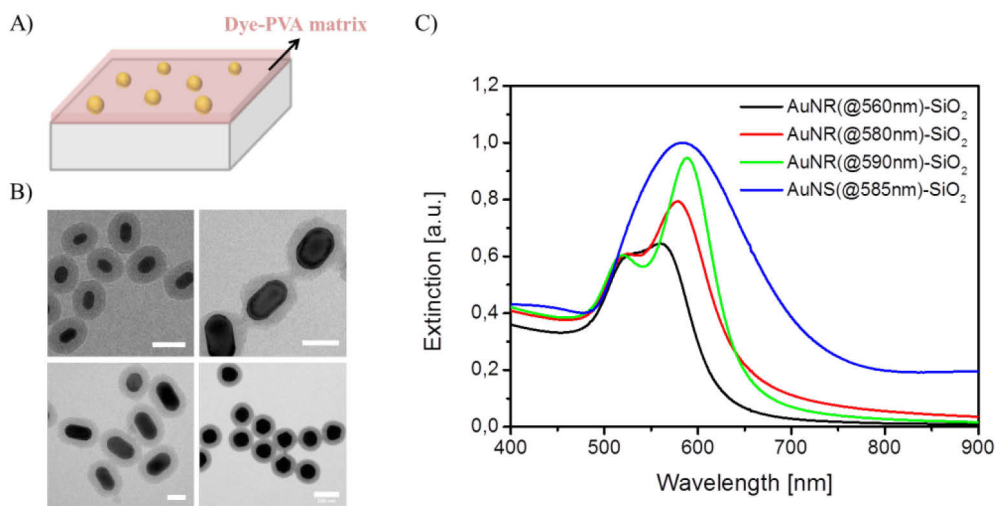 A)
Dye-PVA matrix
B)
C)
AuNR(@560nm)-SiO₂
AuNR(@580nm)-SiO₂
AuNR(@590nm)-SiO₂
AuNS(@585nm)-SiO₂
1,2
1,0
0,8
0,6
0,4
0,2
0,0
Extinction [a.u.]
400 500 600 700 800 900
Wavelength [nm]